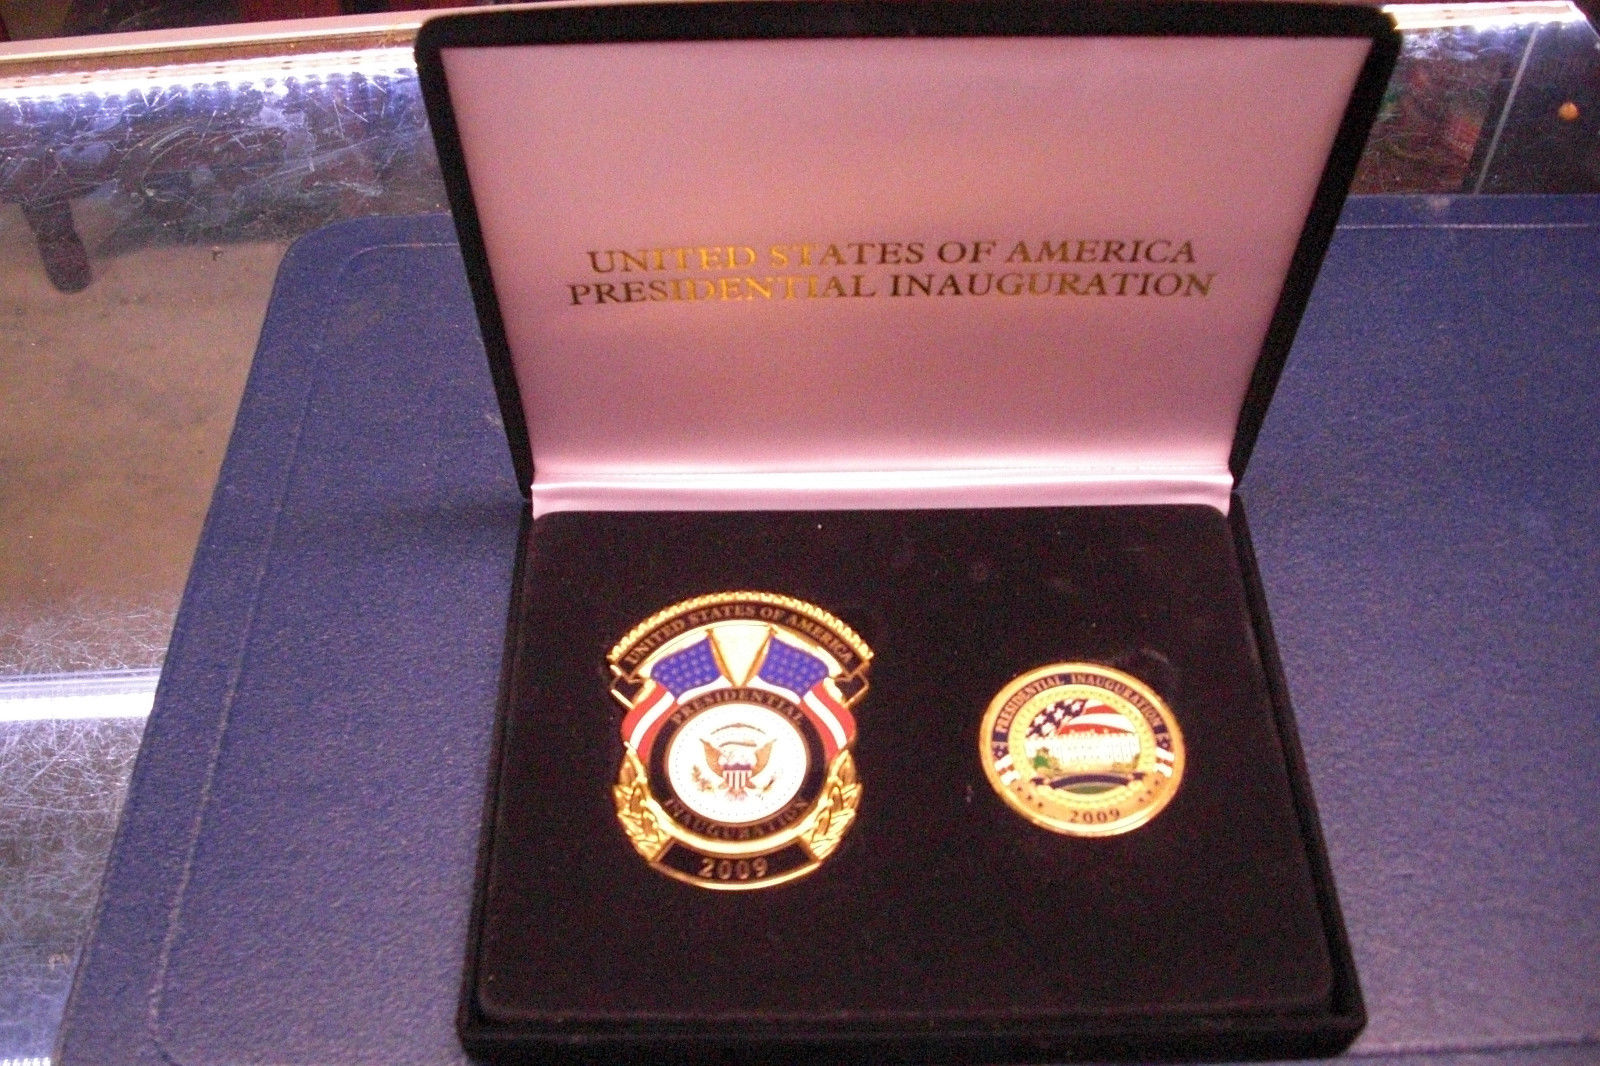 UNITED STATES OF AMERICA
PRESIDENTIAL INAUGURATION
UNITED STATES OF AMERICA
PRESIDENTIAL
INAUGURATION
2009
PRESIDENTIAL INAUGURATION
2009